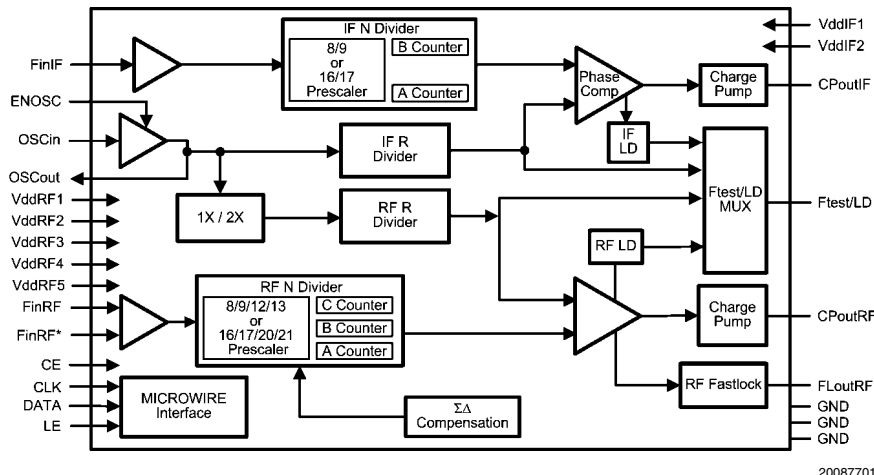 IF N Divider
8/9
or
16/17
Prescaler
B Counter
A Counter
VddIF1
VddIF2
FinIF
Phase
Comp
Charge
Pump
CPoutIF
ENOSC
OSCin
OSCout
IF R
Divider
IF
LD
Ftest/LD
MUX
Ftest/LD
1X / 2X
RF R
Divider
RF LD
VddRF1
VddRF2
VddRF3
VddRF4
VddRF5
FinRF
FinRF*
RF N Divider
8/9/12/13
or
16/17/20/21
Prescaler
C Counter
B Counter
A Counter
Charge
Pump
CPoutRF
CE
CLK
DATA
LE
MICROWIRE
Interface
ΣΔ
Compensation
RF Fastlock
FLoutRF
GND
GND
GND
20087701